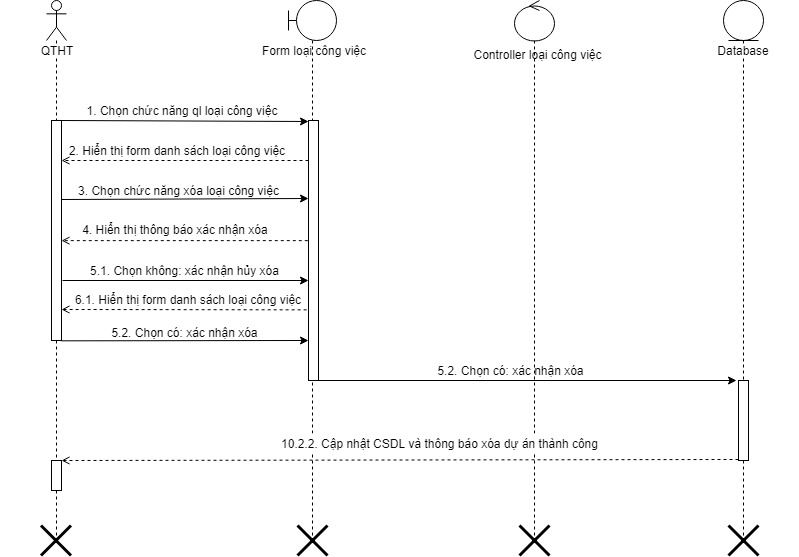 QTHT
Form loại công việc
Controller loại công việc
Database
1. Chọn chức năng ql loại công việc
2. Hiển thị form danh sách loại công việc
3. Chọn chức năng xóa loại công việc
4. Hiển thị thông báo xác nhận xóa
5.1. Chọn không: xác nhận hủy xóa
6.1. Hiển thị form danh sách loại công việc
5.2. Chọn có: xác nhận xóa
5.2. Chọn có: xác nhận xóa
10.2.2. Cập nhật CSDL và thông báo xóa dự án thành công